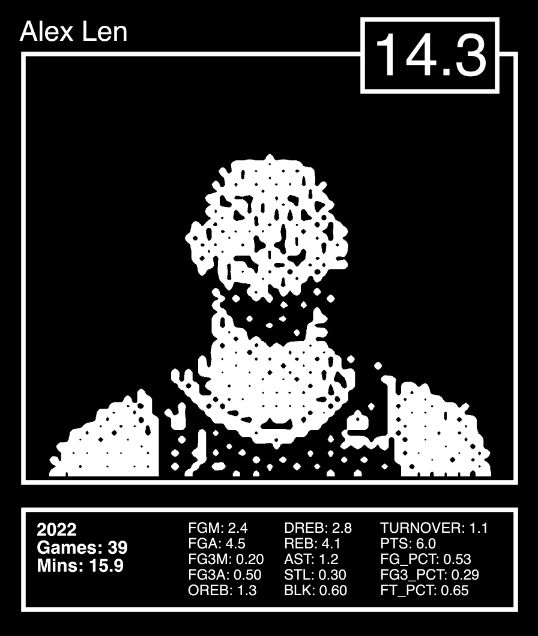 Alex Len
14.3
2022
Games: 39
Mins: 15.9
FGM: 2.4
FGA: 4.5
FG3M: 0.20
FG3A: 0.50
OREB: 1.3
DREB: 2.8
REB: 4.1
AST: 1.2
STL: 0.30
BLK: 0.60
TURNOVER: 1.1
PTS: 6.0
FG_PCT: 0.53
FG3_PCT: 0.29
FT_PCT: 0.65